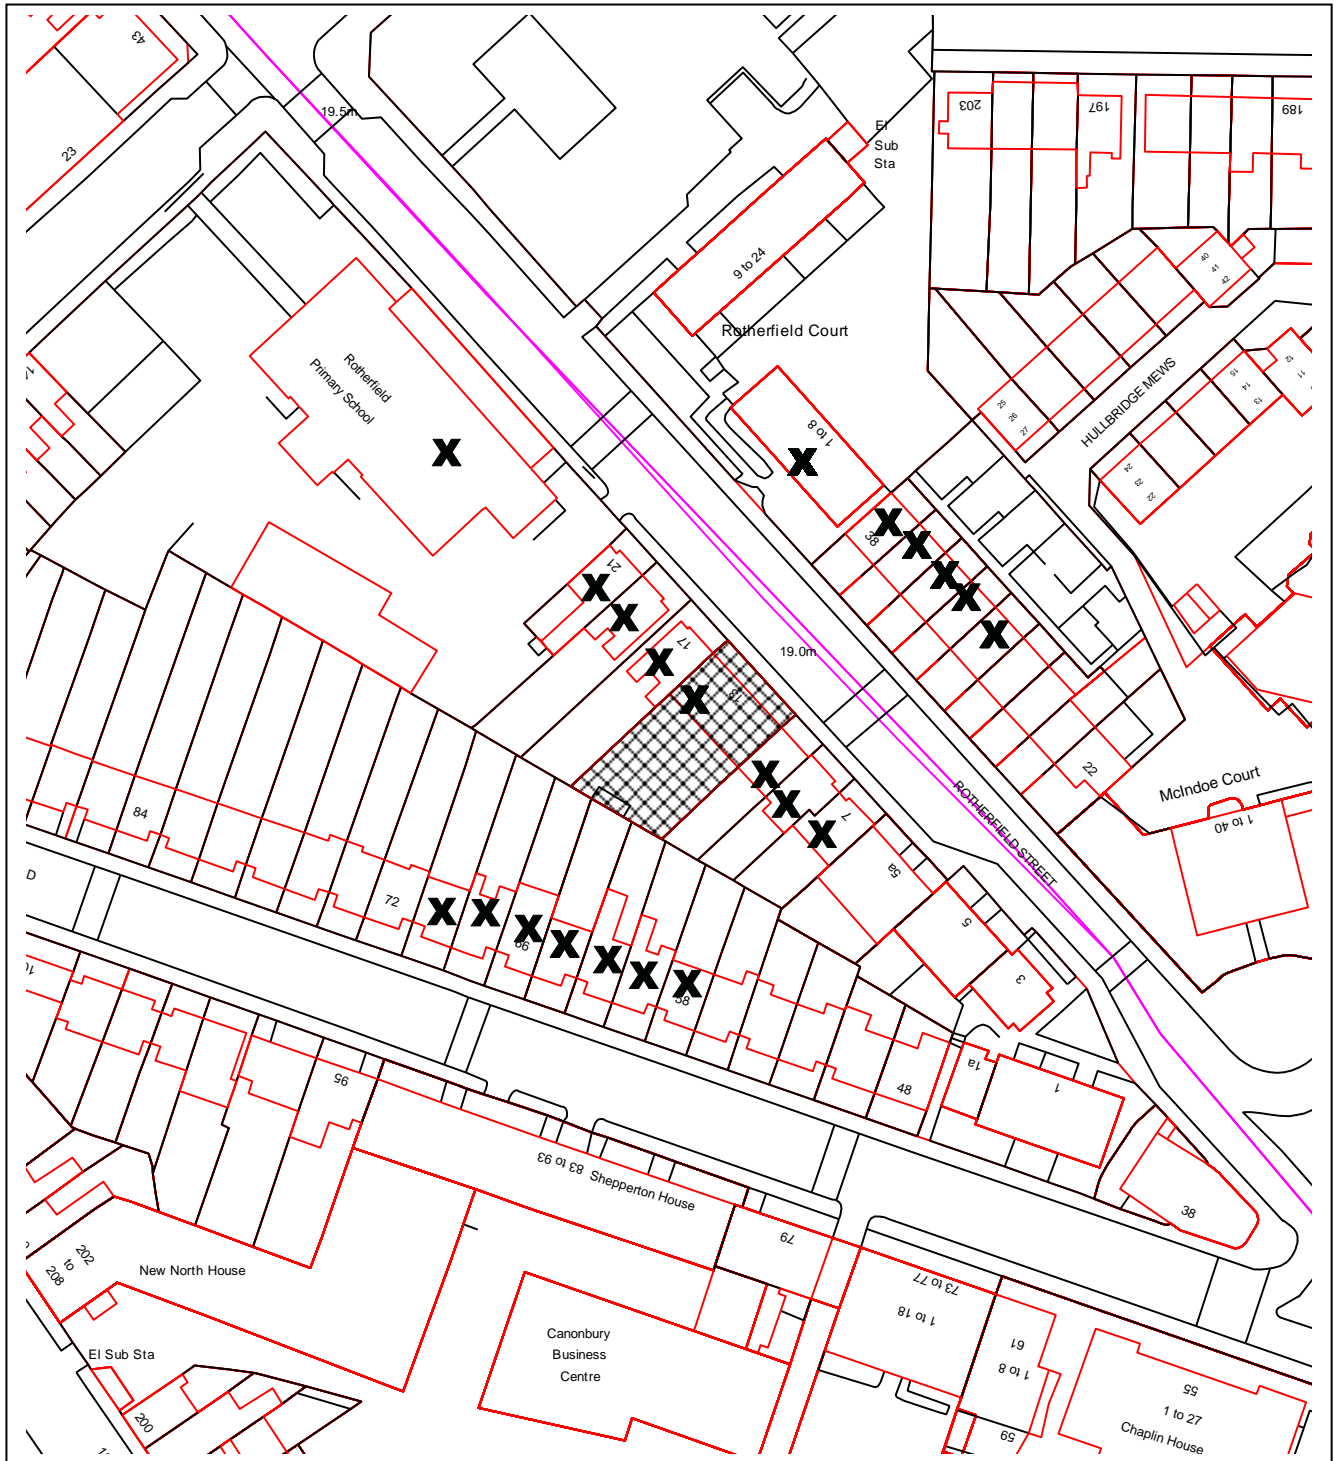 43
19.5m
23
El
Sub
Sta
203
197
189
9 to 24
40
41
42
Rotherfield Court
Rotherfield
Primary School
HULLBRIDGE MEWS
12
11
15
14
13
25
26
27
1 to 8
X
X
24
23
22
X
38
X
X
X
X
21
X
X
17
X
19.0m
13
X
22
McIndoe Court
1 to 40
ROTHERFIELD STREET
X
X
X
7
84
5a
5
3
D
72
X
X
X
66
X
X
X
X
58
48
1a
1
95
83 to 93
Shepperton House
38
79
202
to
208
New North House
73 to 77
1 to 18
61
1 to 8
Canonbury
Business
Centre
El Sub Sta
55
1 to 27
Chaplin House
200
59